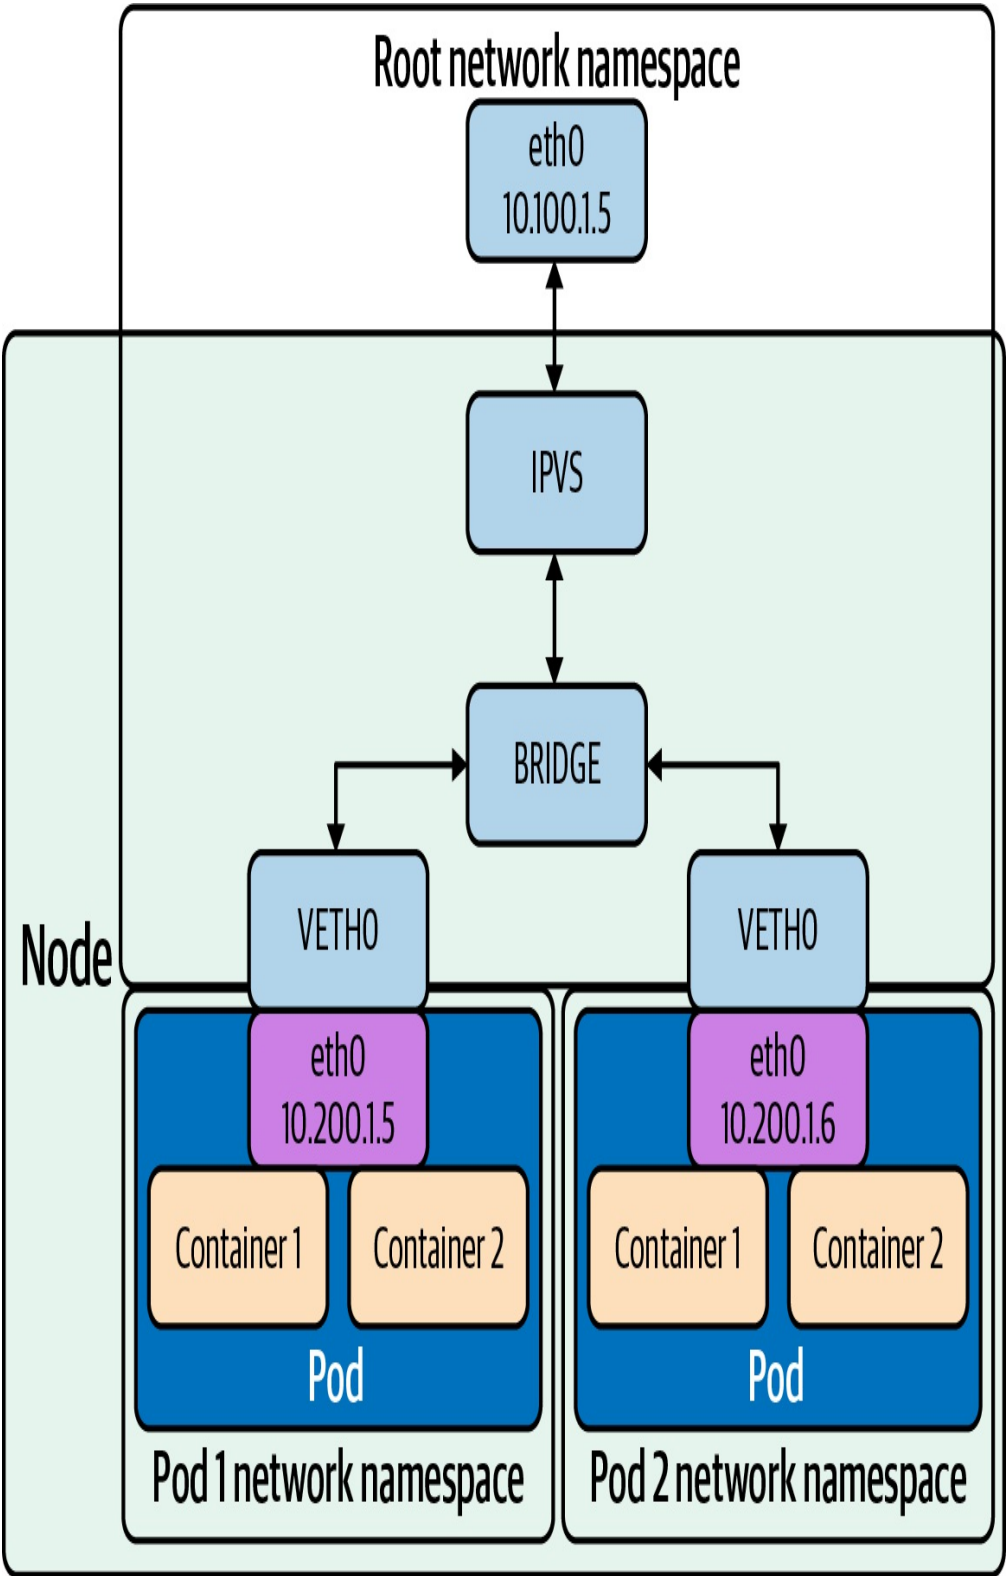 Root network namespace
eth0
10.100.1.5
IPVS
BRIDGE
VETH0
VETH0
Node
eth0
10.200.1.5
eth0
10.200.1.6
Container 1
Container 2
Container 1
Container 2
Pod
Pod
Pod 1 network namespace
Pod 2 network namespace